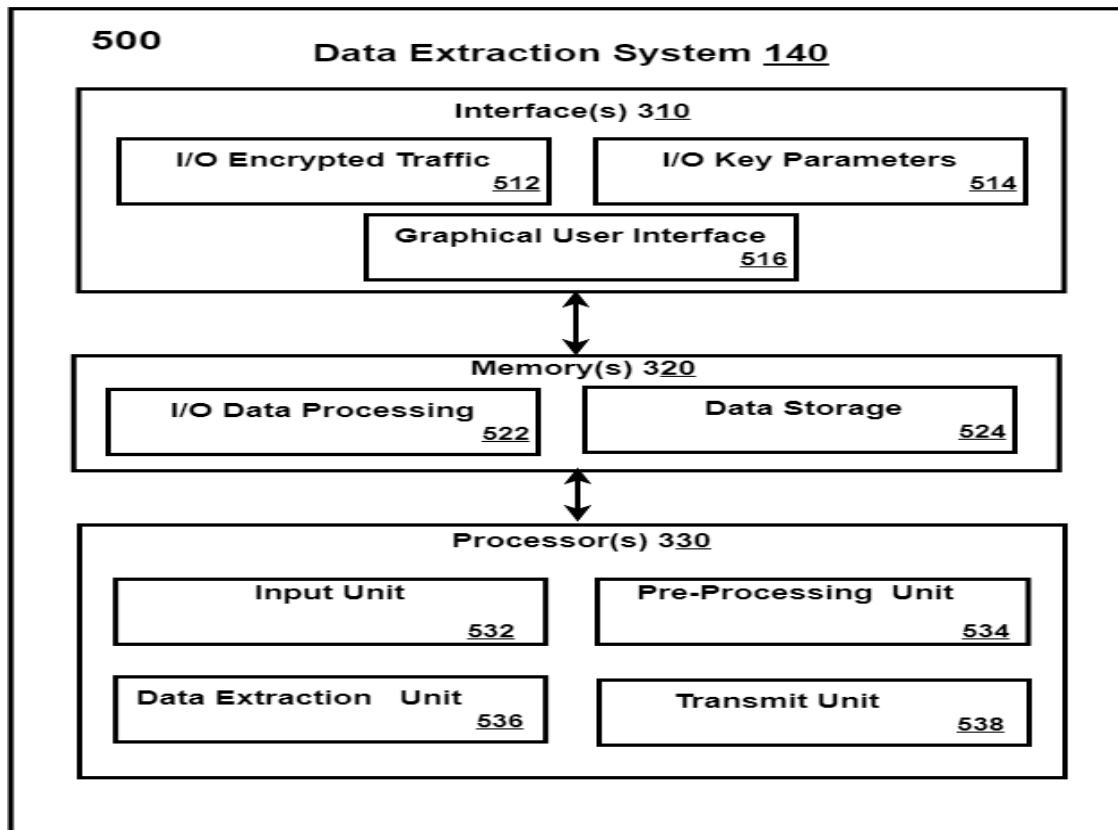 500
Data Extraction System 140
Interface(s) 310
I/O Encrypted Traffic
512
I/O Key Parameters
514
Graphical User Interface
516
Memory(s) 320
I/O Data Processing
522
Data Storage
524
Processor(s) 330
Input Unit
532
Pre-Processing Unit
534
Data Extraction Unit
536
Transmit Unit
538